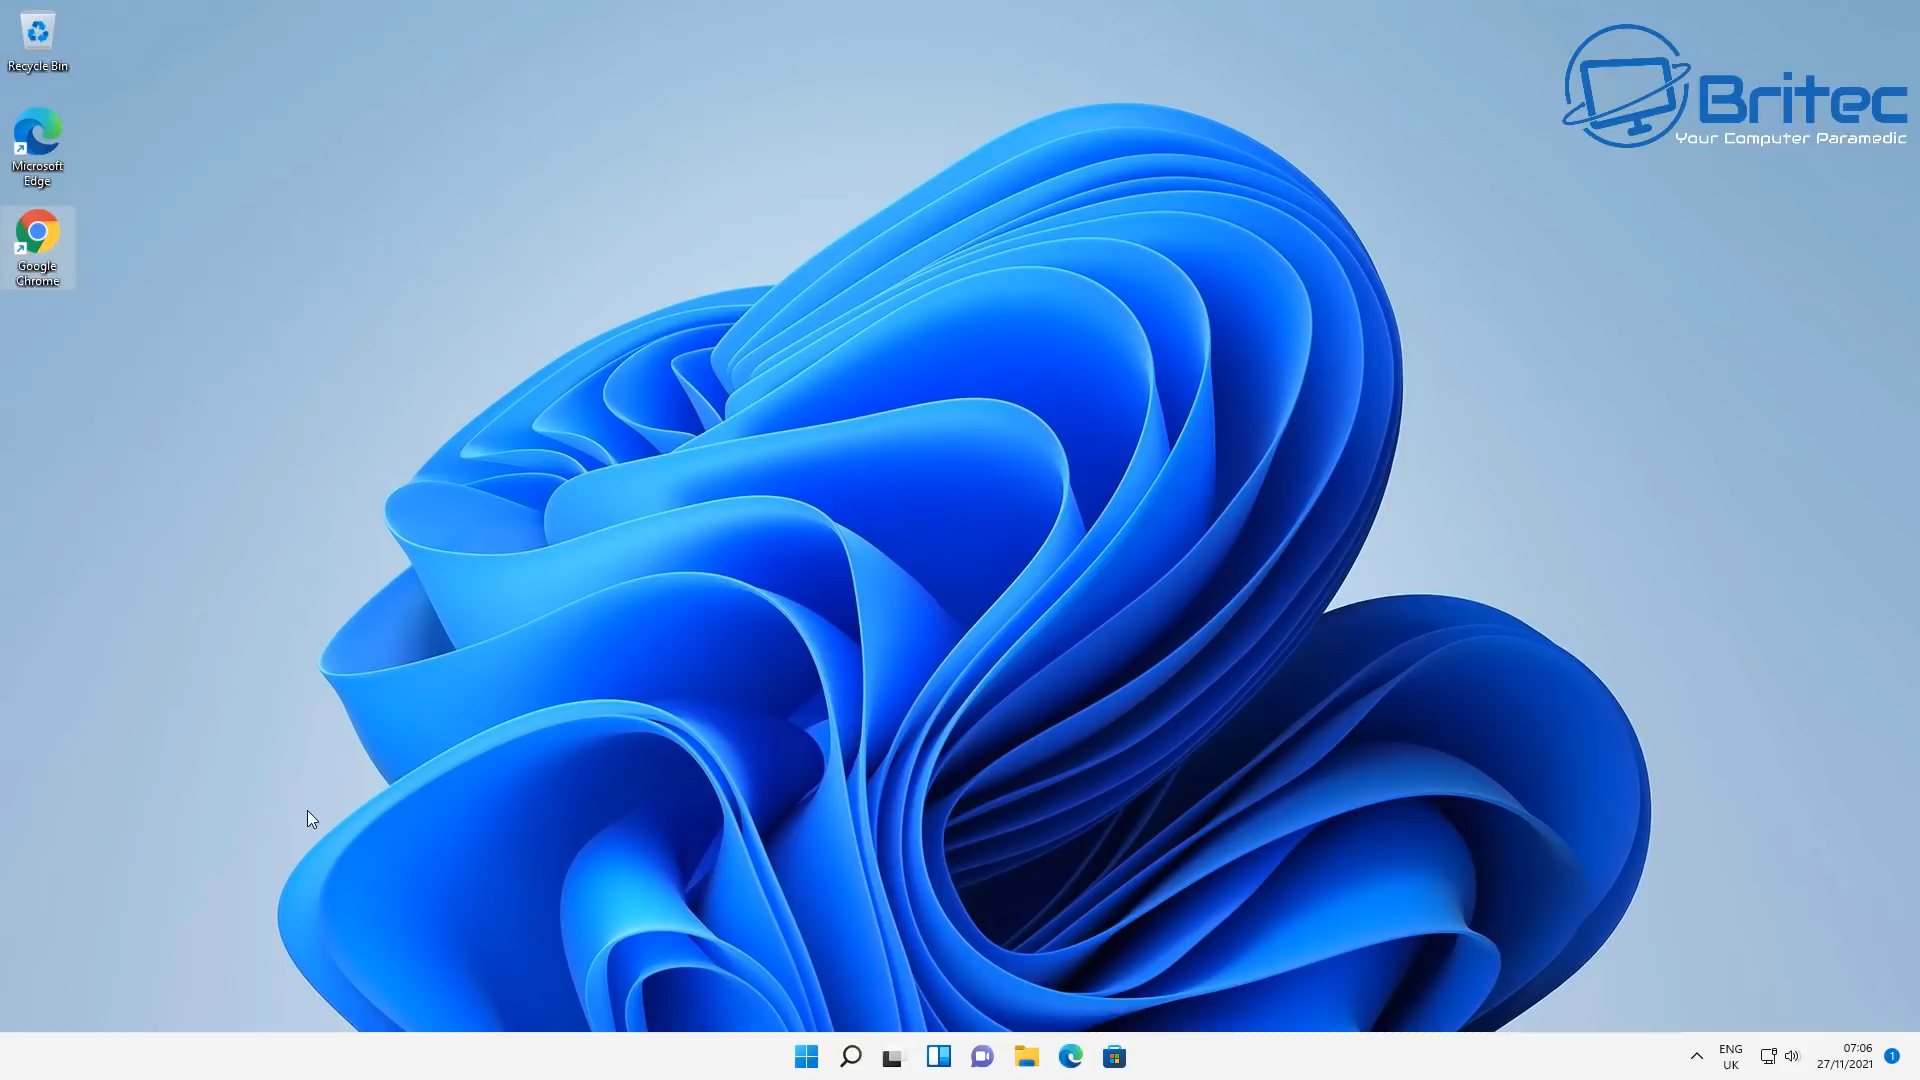 Recycle Bin
Microsoft
Edge
Google
Chrome
Britec
Your Computer Paramedic
ENG
UK
07:06
27/11/2021
1